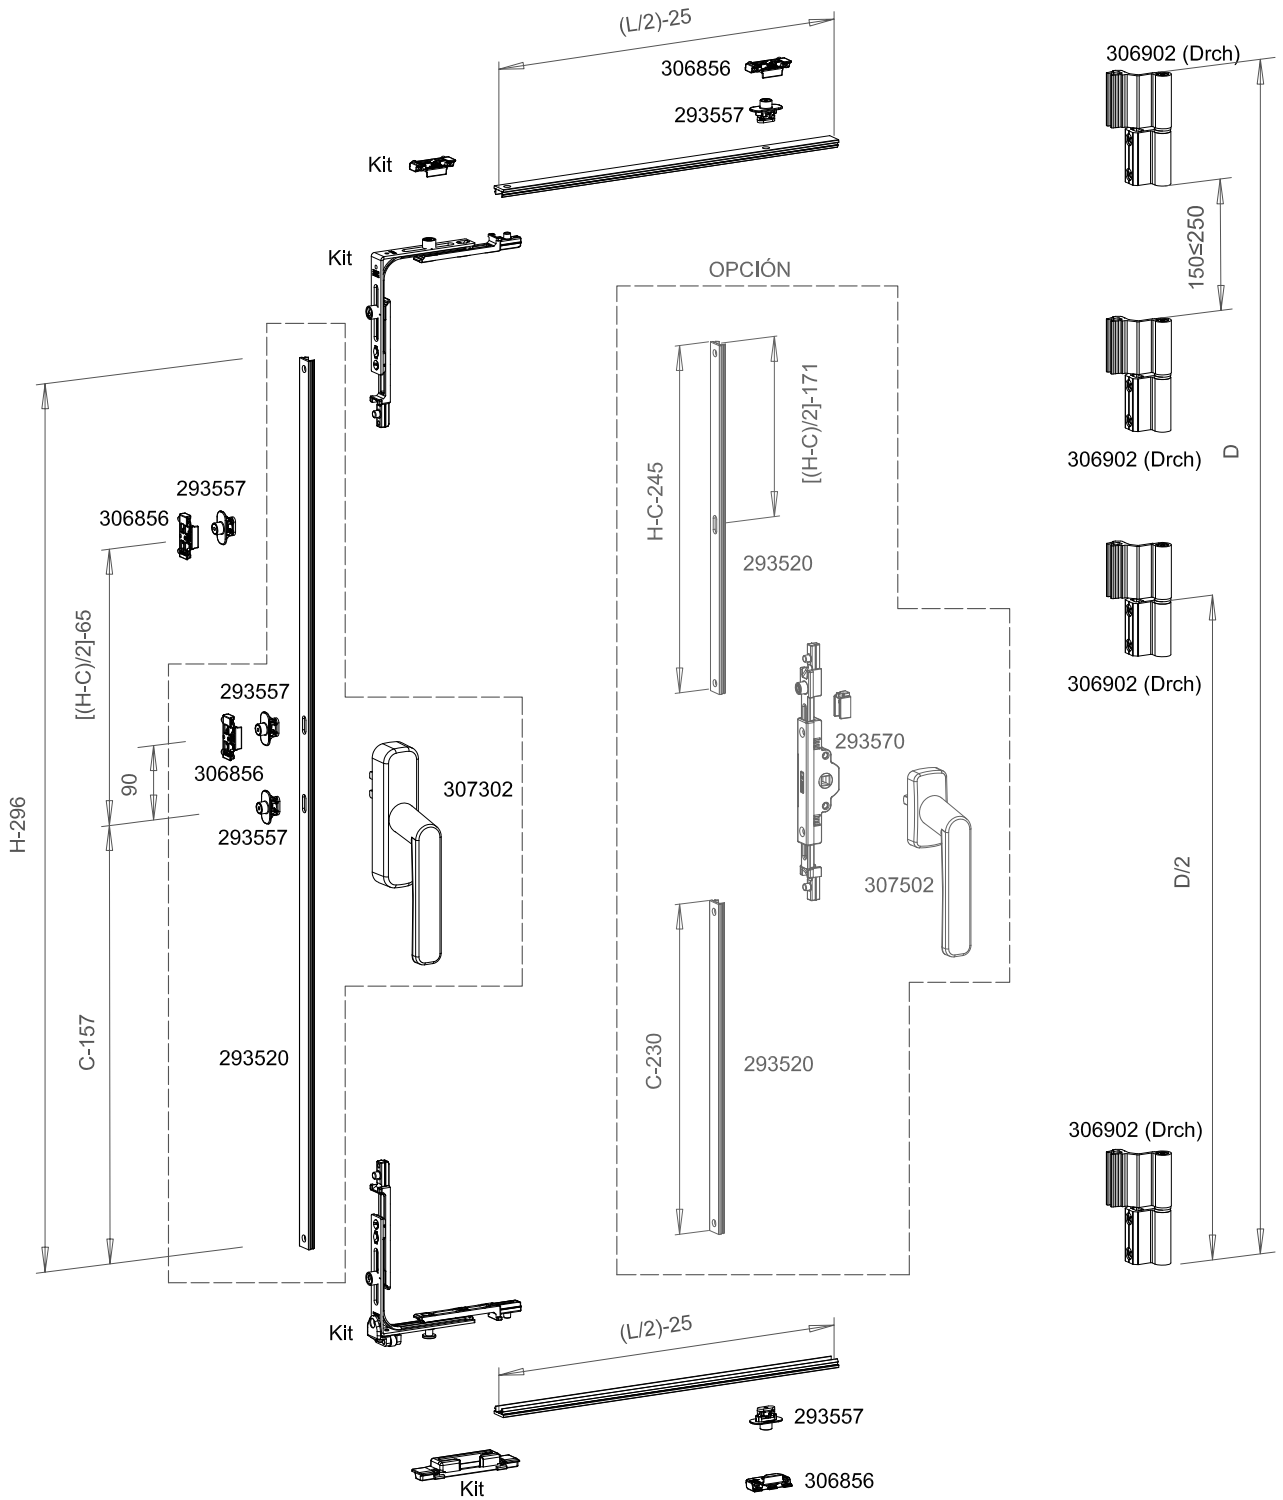 (L/2)-25
306856
293557
306902 (Drch)
Kit
Kit
150≤250
OPCIÓN
[(H-C)/2]-171
H-C-245
306902 (Drch)
D
293557
306856
293520
[(H-C)/2]-65
306902 (Drch)
293557
306856
293570
90
307302
293557
H-296
307502
D/2
C-157
293520
C-230
293520
306902 (Drch)
Kit
(L/2)-25
293557
Kit
306856